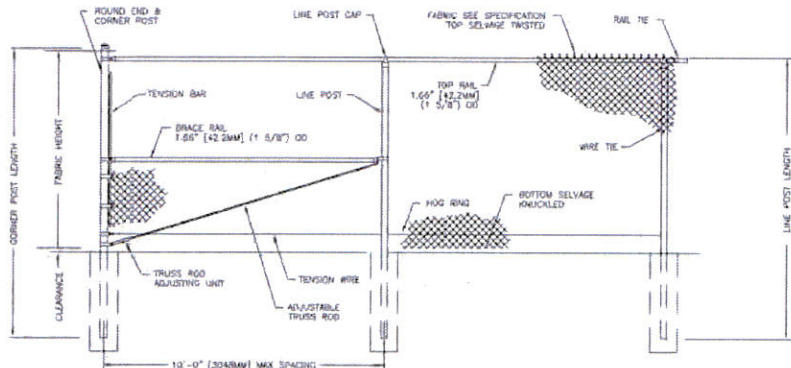 ROUND END &
CORNER POST
LINE POST CAP
FABRIC SEE SPECIFICATION
TOP SELVAGE TWISTED
RAIL TIE
TENSION BAR
LINE POST
TOP RAIL
1.66" [42.2MM]
(1 5/8") OD
BRACE RAIL
1.66" [42.2MM] (1 5/8") OD
WIRE TIE
CORNER POST LENGTH
FABRIC HEIGHT
LINE POST LENGTH
HOG RING
BOTTOM SELVAGE
KNUCKLED
CLEARANCE
TRUSS ROD
ADJUSTING UNIT
TENSION WIRE
ADJUSTABLE
TRUSS ROD
10'-0" [3048MM] MAX SPACING